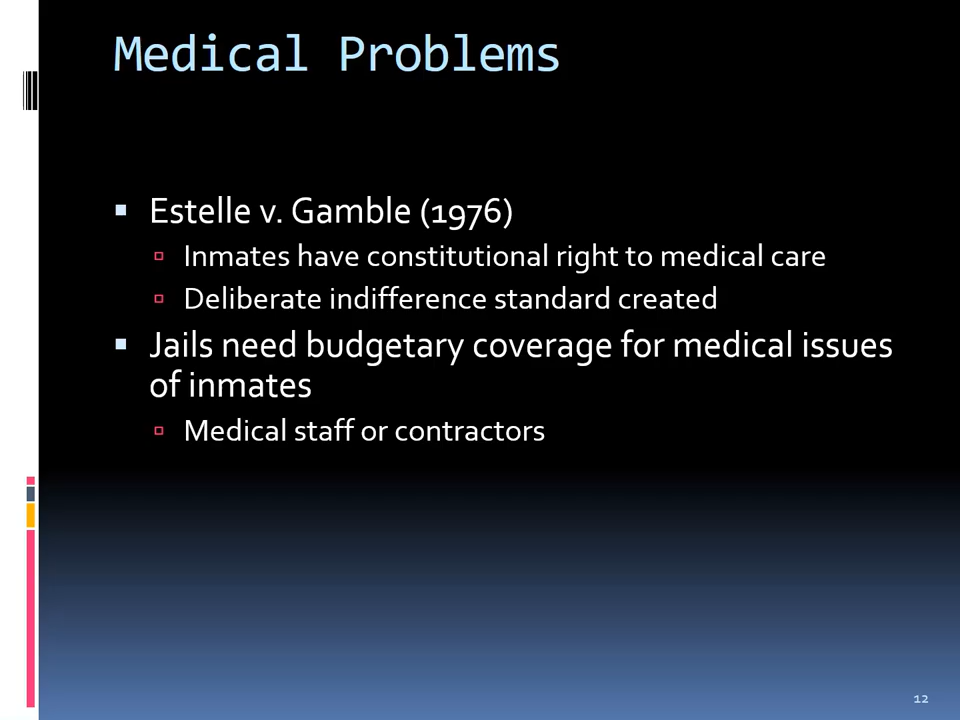 Medical Problems
Estelle v. Gamble (1976)
Inmates have constitutional right to medical care
Deliberate indifference standard created
Jails need budgetary coverage for medical issues
of inmates
Medical staff or contractors
12